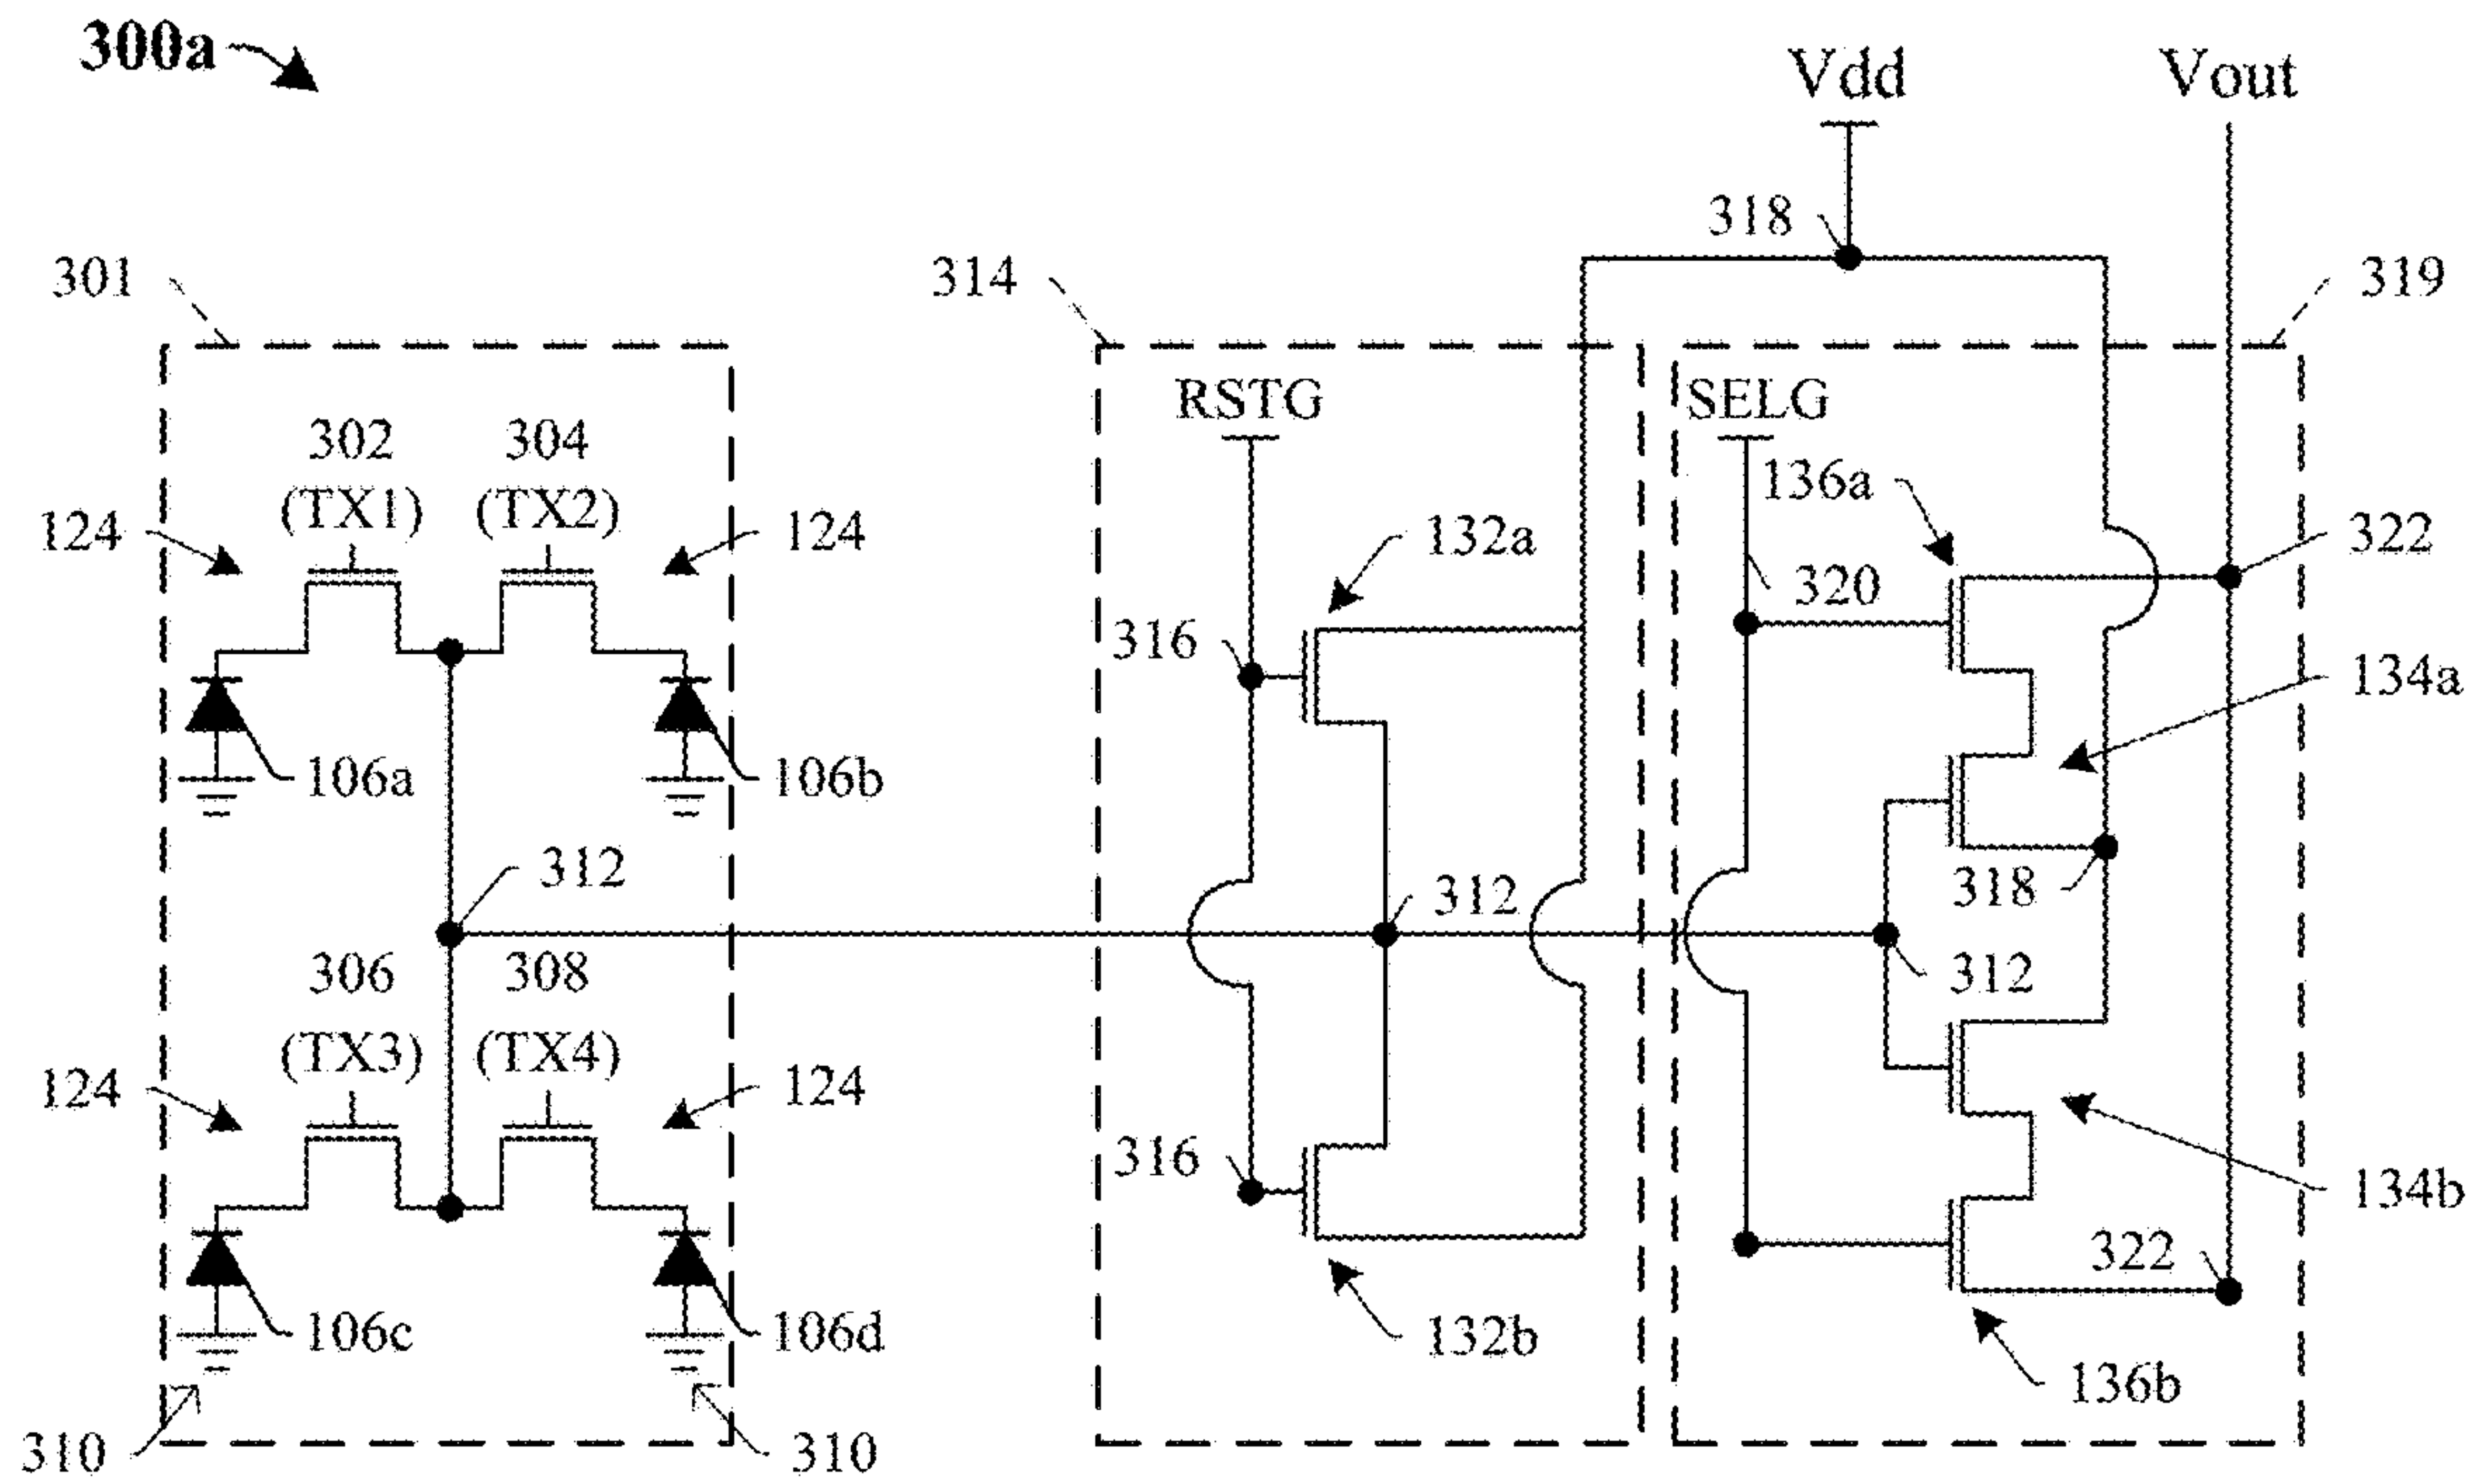 300a
Vdd
Vout
318
301
314
319
RSTG
SELG
302
(TX1)
304
(TX2)
136a
124
124
132a
322
320
316
134a
106a
106b
312
312
318
306
(TX3)
308
(TX4)
312
124
124
316
134b
322
106c
106d
132b
136b
310
310